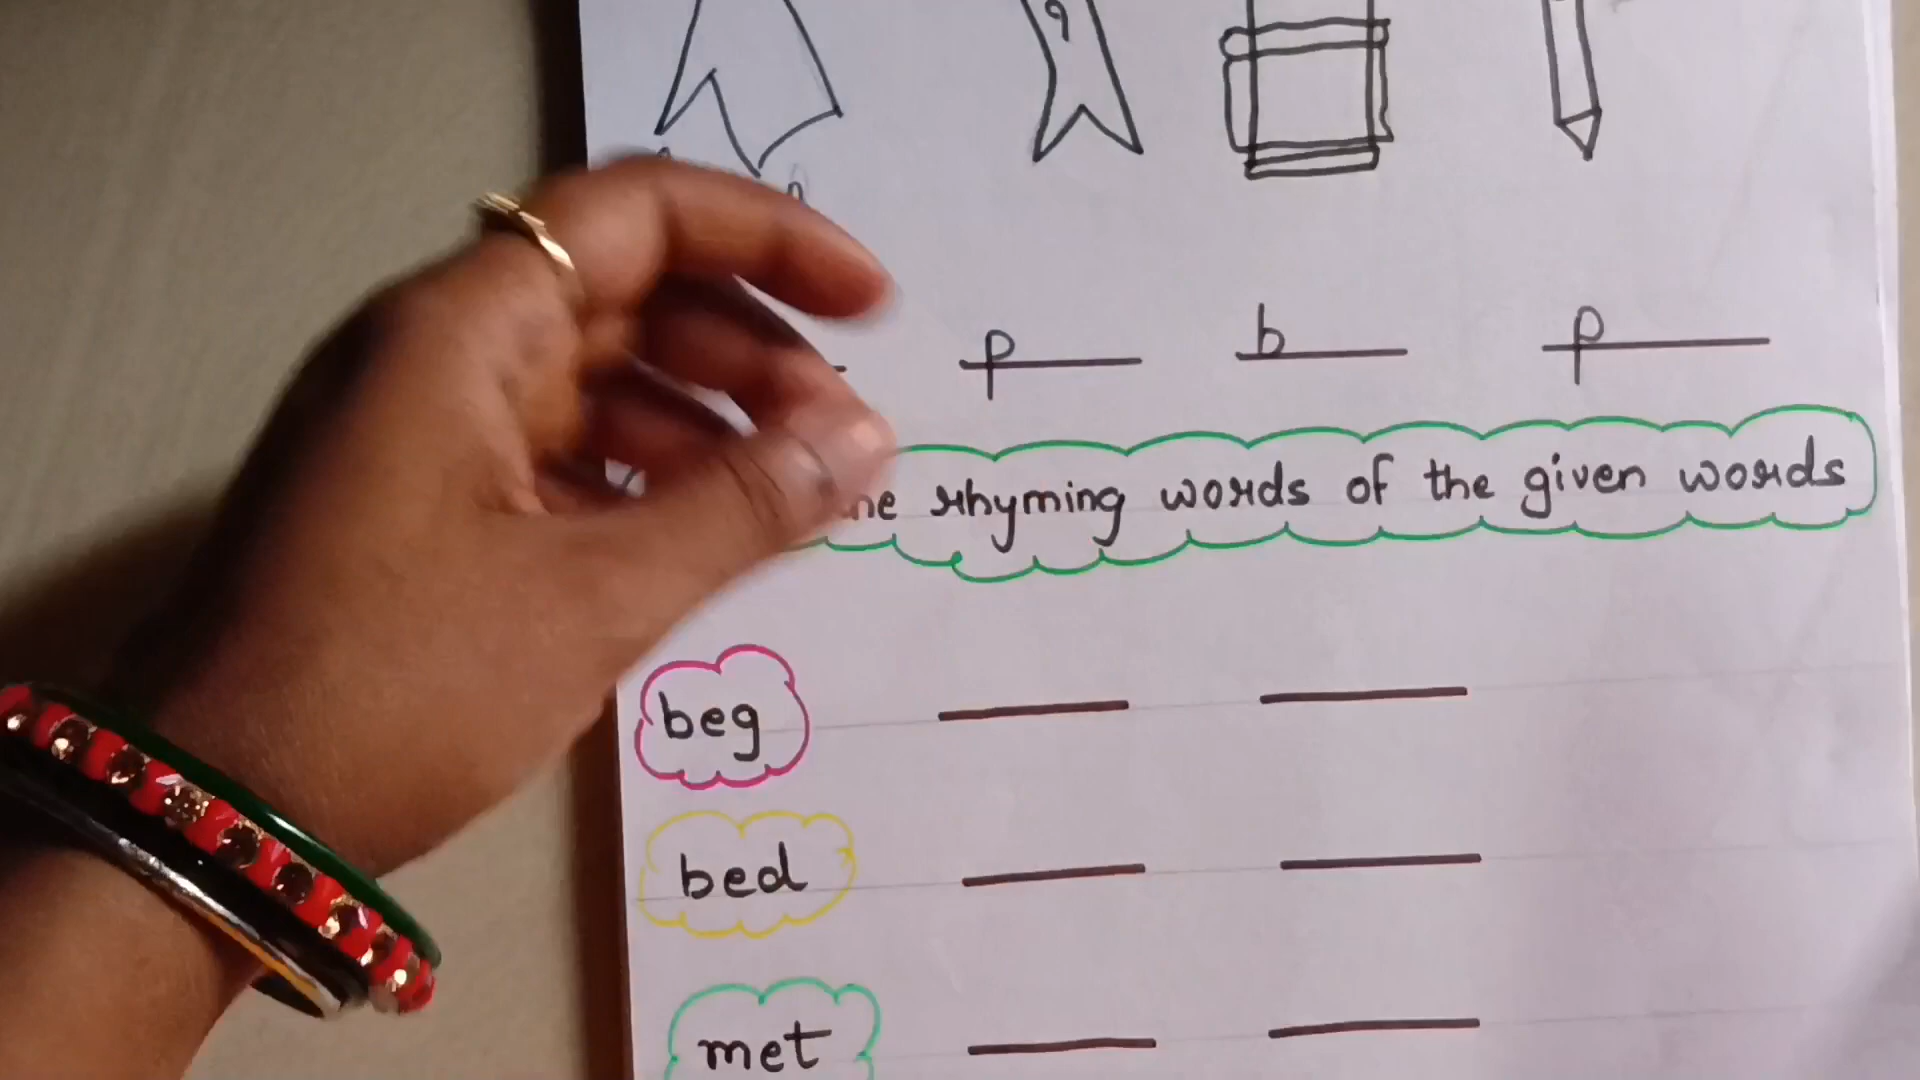 p b p
rhyming words of the given words
beg
bed
met